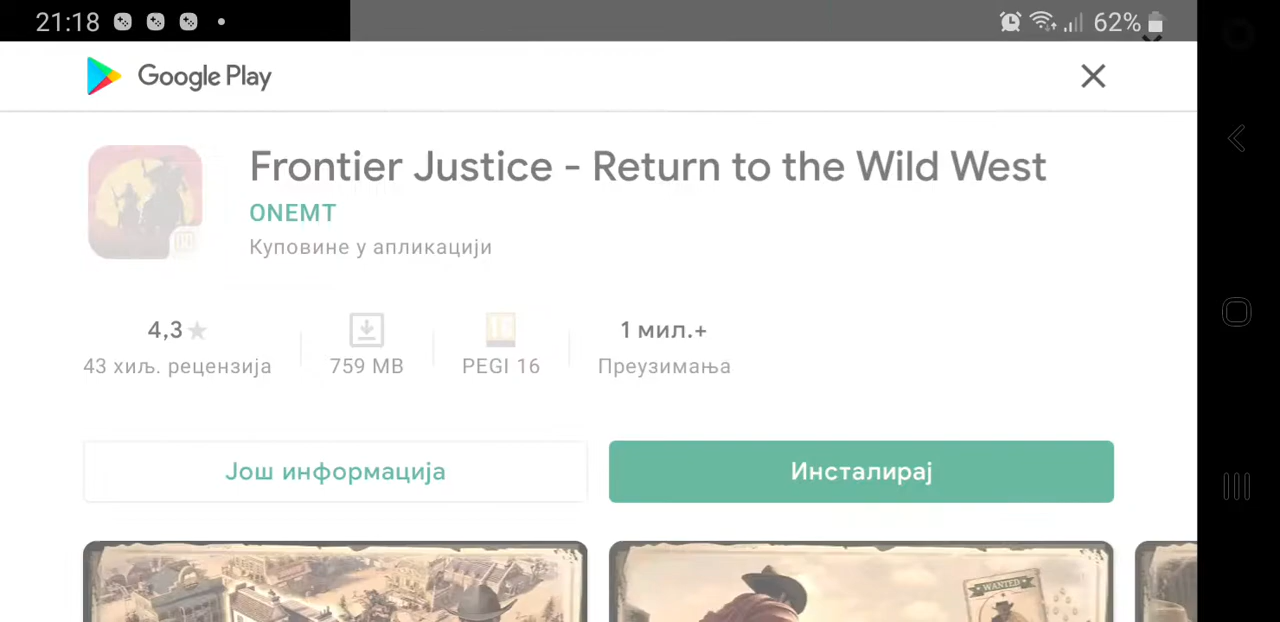 21:18
62%
Google Play
Frontier Justice - Return to the Wild West
ONEMT
Куповине у апликацији
4,3
43 хиљ. рецензија
759 MB
PEGI 16
1 мил.+
Преузимања
Још информација
Инсталирај
WANTED